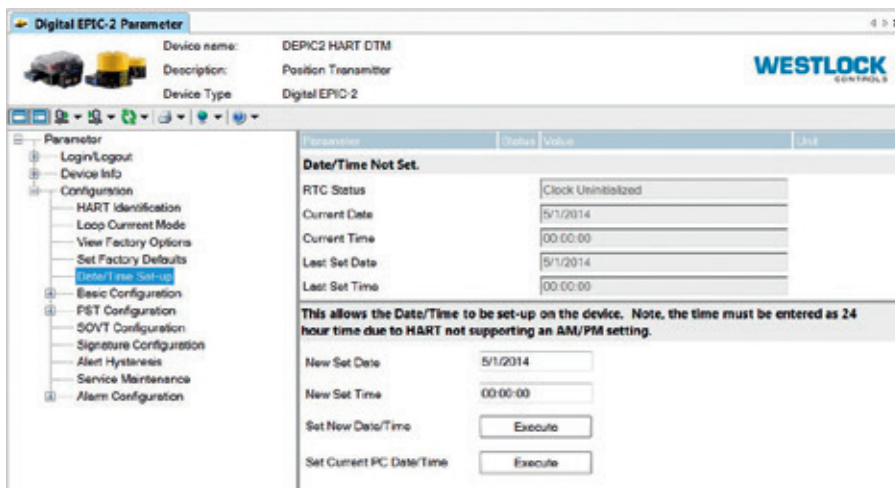 Digital EPIC-2 Parameter
Device name: DEPIC2 HART DTM
Description: Position Transmitter
Device Type Digital EPIC-2
WESTLOCK
CONTROLS
Parameter
Login/Logout
Device Info
Configuration
HART Identification
Loop Currrent Mode
View Factory Options
Set Factory Defaults
Date/Time Set-up
Basic Configuration
PST Configuration
SOVT Configuration
Signature Configuration
Alert Hysteresis
Service Maintenance
Alarm Configuration
Parameter Status Value Unit
Date/Time Not Set.
RTC Status Clock Uninitialized
Current Date 5/1/2014
Current Time 00:00:00
Last Set Date 5/1/2014
Last Set Time 00:00:00
This allows the Date/Time to be set-up on the device. Note, the time must be entered as 24
hour time due to HART not supporting an AM/PM setting.
New Set Date 5/1/2014
New Set Time 00:00:00
Set New Date/Time Execute
Set Current PC Date/Time Execute